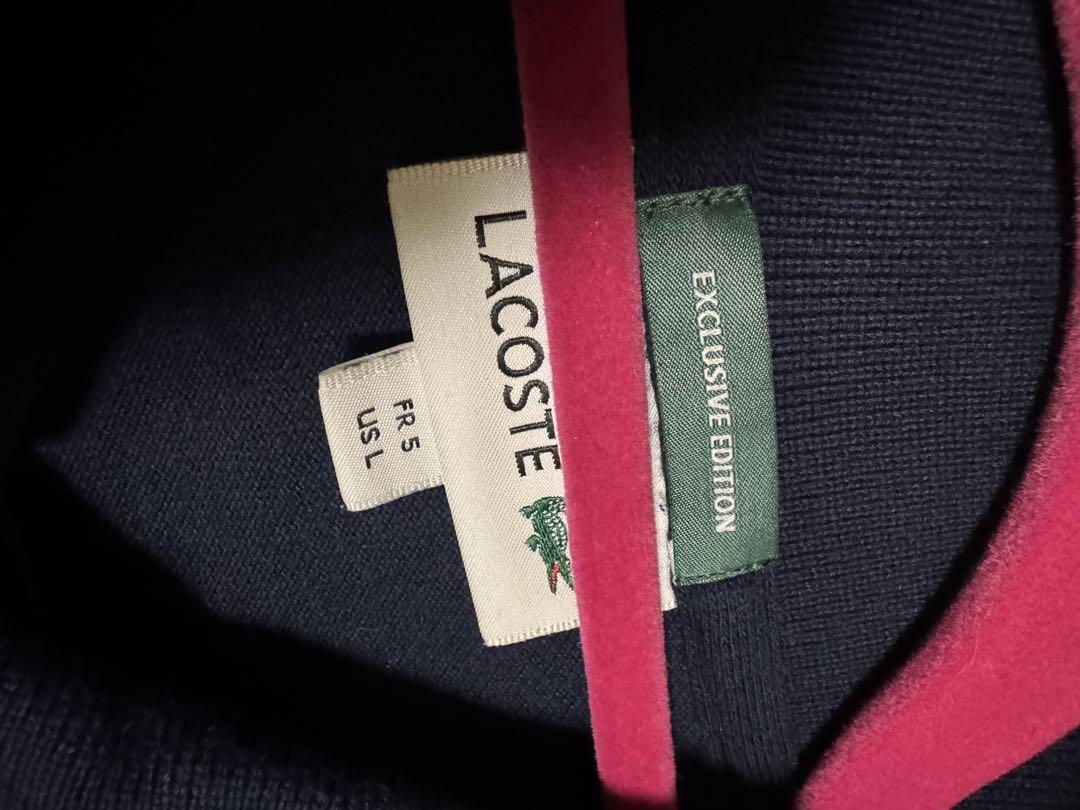 EXCLUSIVE EDITION
LACOSTE
FR 5
US L